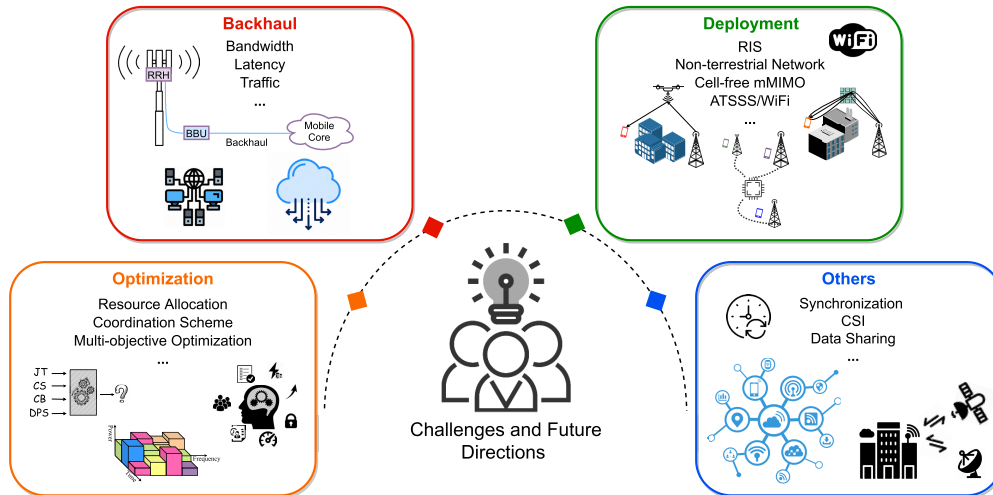 Backhaul
Bandwidth
Latency
Traffic
...
RRH
BBU
Backhaul
Mobile
Core
Deployment
RIS
Non-terrestrial Network
Cell-free mMIMO
ATSSS/WiFi
...
WiFi
Optimization
Resource Allocation
Coordination Scheme
Multi-objective Optimization
...
JT
CS
CB
DPS
?
Power
Frequency
Time
Challenges and Future
Directions
Others
Synchronization
CSI
Data Sharing
...